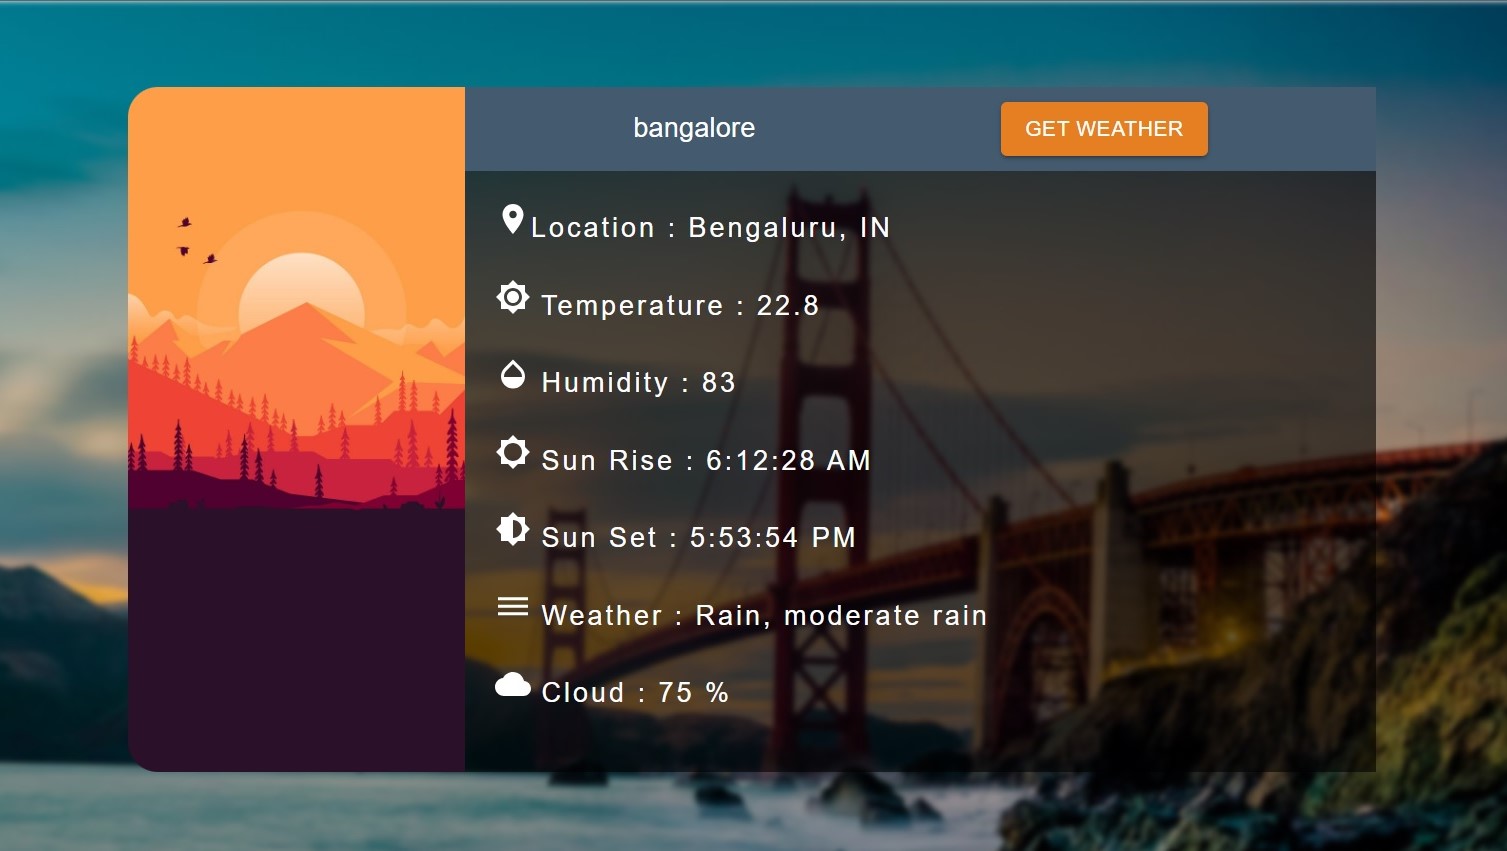 bangalore
GET WEATHER
Location : Bengaluru, IN
Temperature : 22.8
Humidity : 83
Sun Rise : 6:12:28 AM
Sun Set : 5:53:54 PM
Weather : Rain, moderate rain
Cloud : 75 %